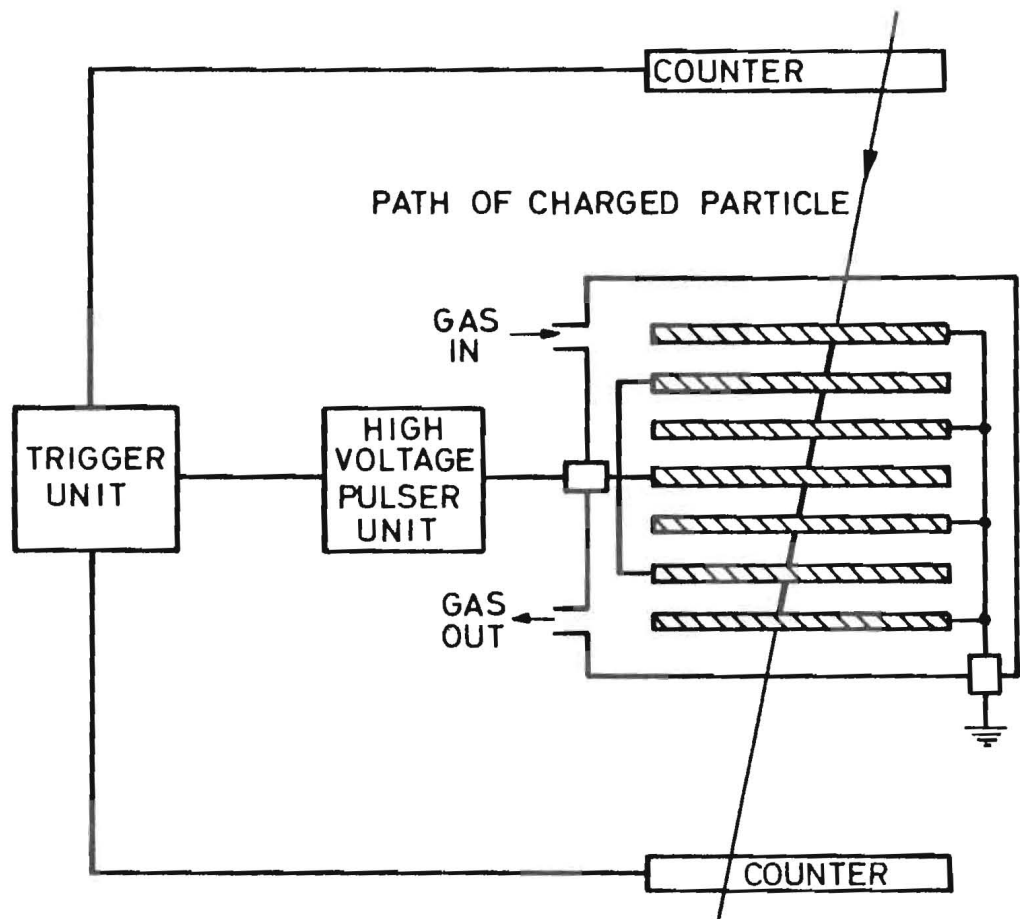 COUNTER
PATH OF CHARGED PARTICLE
GAS
IN
TRIGGER
UNIT
HIGH
VOLTAGE
PULSER
UNIT
GAS
OUT
COUNTER